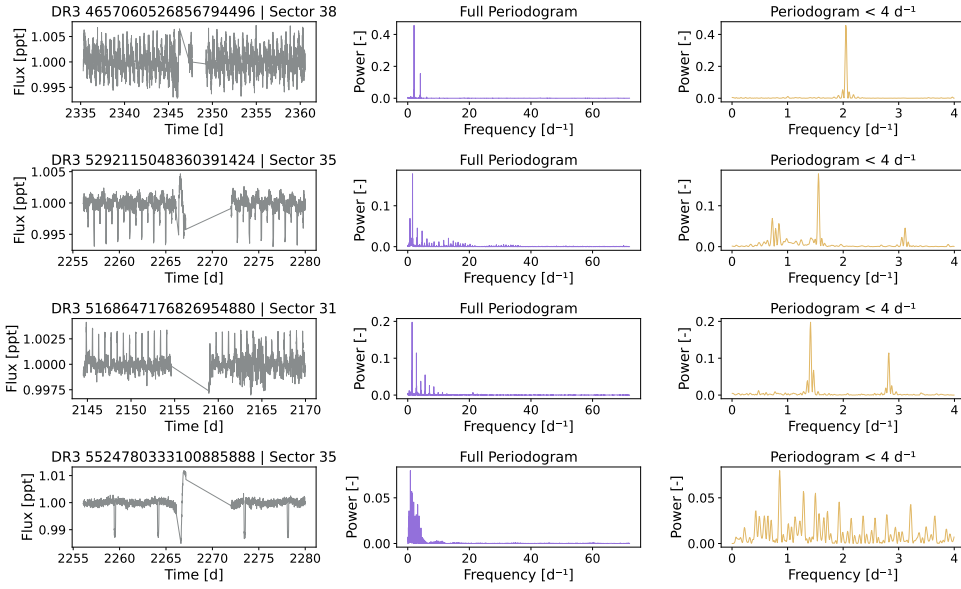 DR3 4657060526856794496 | Sector 38
Full Periodogram
Periodogram < 4 d⁻¹
Flux [ppt]
1.005
1.000
0.995
2335 2340 2345 2350 2355 2360
Time [d]
Power [-]
0.4
0.2
0.0
0 20 40 60
Frequency [d⁻¹]
Power [-]
0.4
0.2
0.0
0 1 2 3 4
Frequency [d⁻¹]
DR3 5292115048360391424 | Sector 35
Full Periodogram
Periodogram < 4 d⁻¹
Flux [ppt]
1.005
1.000
0.995
2255 2260 2265 2270 2275 2280
Time [d]
Power [-]
0.1
0.0
0 20 40 60
Frequency [d⁻¹]
Power [-]
0.1
0.0
0 1 2 3 4
Frequency [d⁻¹]
DR3 5168647176826954880 | Sector 31
Full Periodogram
Periodogram < 4 d⁻¹
Flux [ppt]
1.0025
1.0000
0.9975
2145 2150 2155 2160 2165 2170
Time [d]
Power [-]
0.2
0.1
0.0
0 20 40 60
Frequency [d⁻¹]
Power [-]
0.2
0.1
0.0
0 1 2 3 4
Frequency [d⁻¹]
DR3 5524780333100885888 | Sector 35
Full Periodogram
Periodogram < 4 d⁻¹
Flux [ppt]
1.01
1.00
0.99
2255 2260 2265 2270 2275 2280
Time [d]
Power [-]
0.05
0.00
0 20 40 60
Frequency [d⁻¹]
Power [-]
0.05
0.00
0 1 2 3 4
Frequency [d⁻¹]